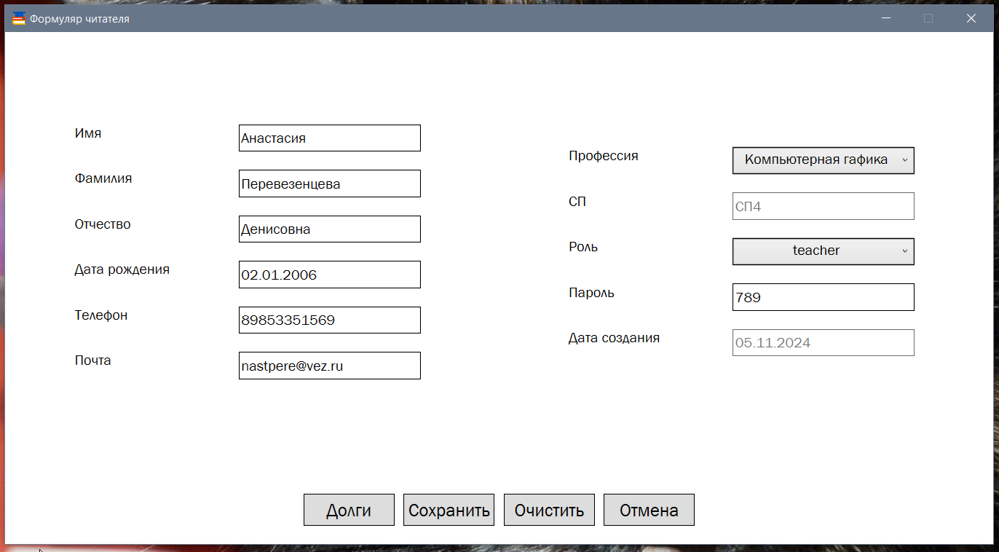 Формуляр читателя
Имя
Анастасия
Фамилия
Перевезенцева
Отчество
Денисовна
Дата рождения
02.01.2006
Телефон
89853351569
Почта
nastpere@vez.ru
Профессия
Компьютерная гафика
СП
СП4
Роль
teacher
Пароль
789
Дата создания
05.11.2024
Долги
Сохранить
Очистить
Отмена